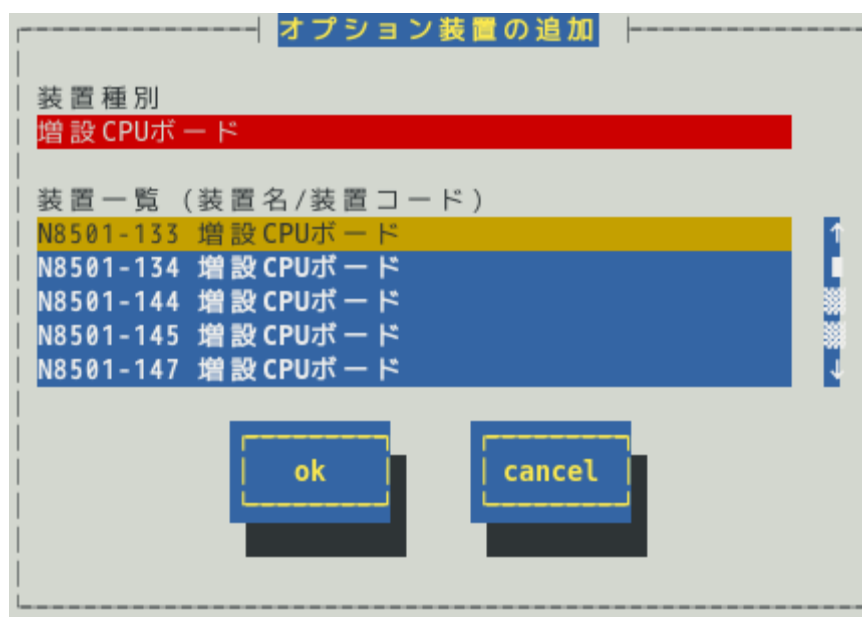 オプション装置の追加
装置種別
増設CPUボード
装置一覧 (装置名/装置コード)
N8501-133 増設CPUボード
N8501-134 増設CPUボード
N8501-144 増設CPUボード
N8501-145 増設CPUボード
N8501-147 増設CPUボード
ok cancel